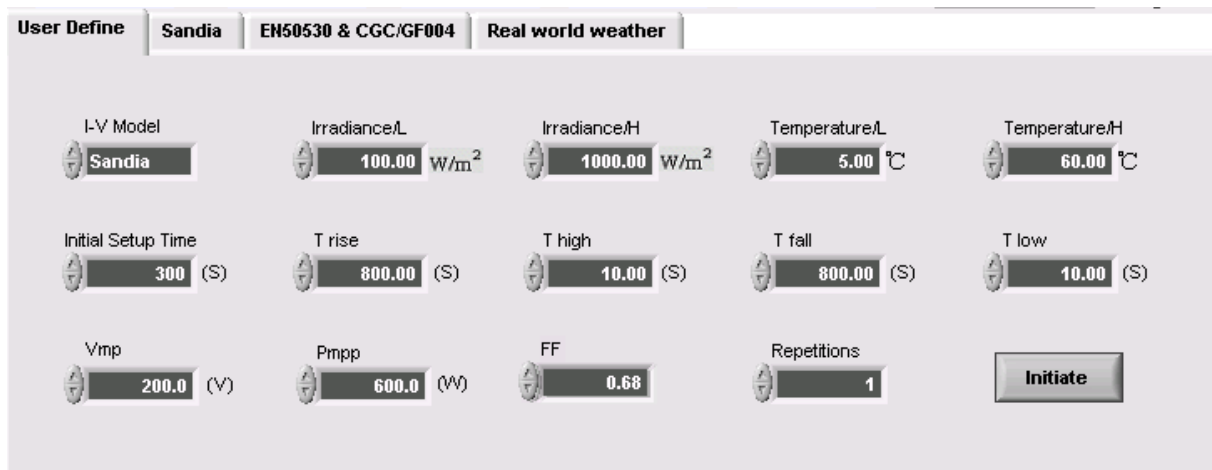 User Define Sandia EN50530 & CGC/GF004 Real world weather
I-V Model Irradiance/L Irradiance/H Temperature/L Temperature/H
Sandia 100.00 W/m² 1000.00 W/m² 5.00 ℃ 60.00 ℃
Initial Setup Time T rise T high T fall T low
300 (S) 800.00 (S) 10.00 (S) 800.00 (S) 10.00 (S)
Vmp Pmpp FF Repetitions
200.0 (V) 600.0 (W) 0.68 1 Initiate